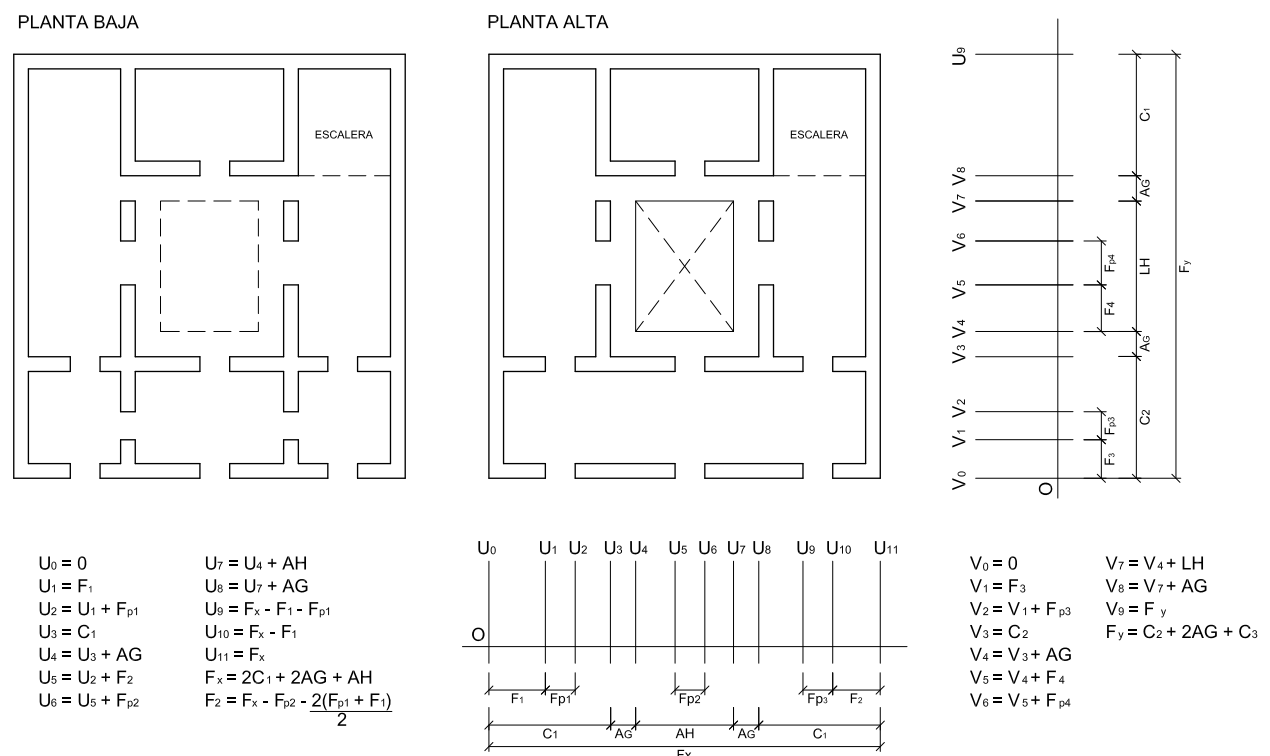 PLANTA BAJA
PLANTA ALTA
ESCALERA
ESCALERA
U9
V8
V7
V6
V5
V4
V3
V2
V1
V0
O
C1
AG
LH
AG
C2
Fp4
F4
Fp3
F3
Fy
U0 = 0
U1 = F1
U2 = U1 + Fp1
U3 = C1
U4 = U3 + AG
U5 = U2 + F2
U6 = U5 + Fp2
U7 = U4 + AH
U8 = U7 + AG
U9 = Fx - F1 - Fp1
U10 = Fx - F1
U11 = Fx
Fx = 2C1 + 2AG + AH
F2 = Fx - Fp2 - 2(Fp1 + F1)
2
U0 U1 U2 U3 U4 U5 U6 U7 U8 U9 U10 U11
O
F1 Fp1 Fp2 Fp3 F2
C1 AG AH AG C1
Fx
V0 = 0
V1 = F3
V2 = V1 + Fp3
V3 = C2
V4 = V3 + AG
V5 = V4 + F4
V6 = V5 + Fp4
V7 = V4 + LH
V8 = V7 + AG
V9 = F y
Fy = C2 + 2AG + C3